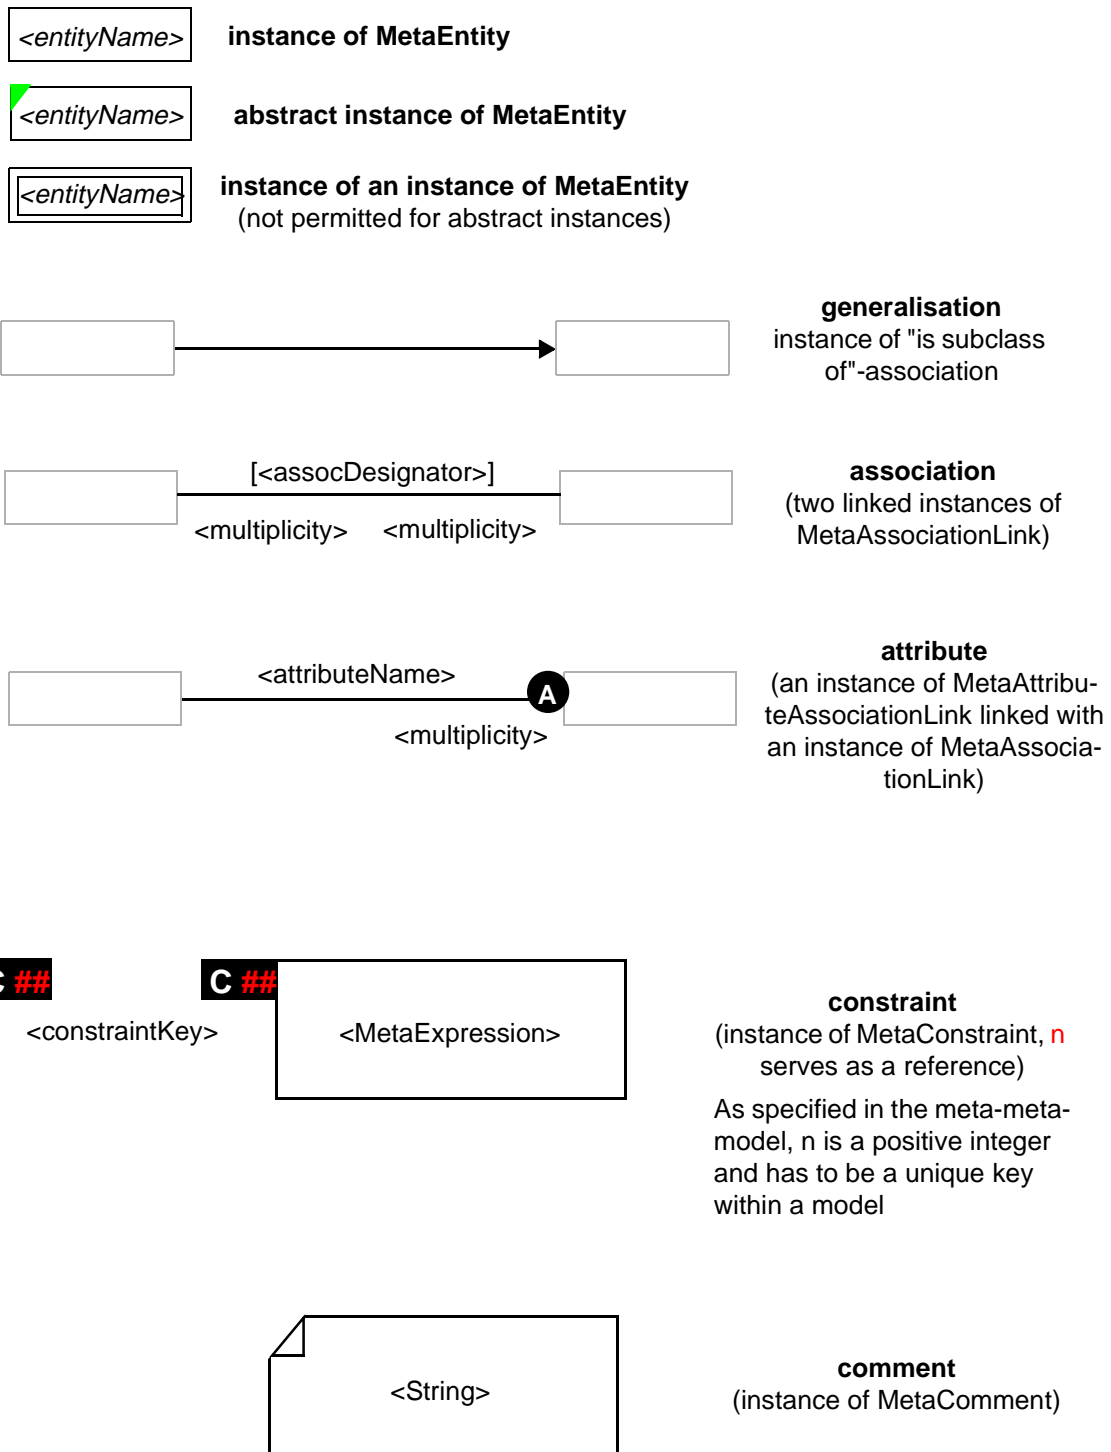 <entityName>
instance of MetaEntity
<entityName>
abstract instance of MetaEntity
<entityName>
instance of an instance of MetaEntity
(not permitted for abstract instances)
generalisation
instance of "is subclass
of"-association
[<assocDesignator>]
<multiplicity>
<multiplicity>
association
(two linked instances of
MetaAssociationLink)
<attributeName>
A
<multiplicity>
attribute
(an instance of MetaAttribu-
teAssociationLink linked with
an instance of MetaAssocia-
tionLink)
C ##
<constraintKey>
C ##
<MetaExpression>
constraint
(instance of MetaConstraint, n
serves as a reference)
As specified in the meta-meta-
model, n is a positive integer
and has to be a unique key
within a model
<String>
comment
(instance of MetaComment)